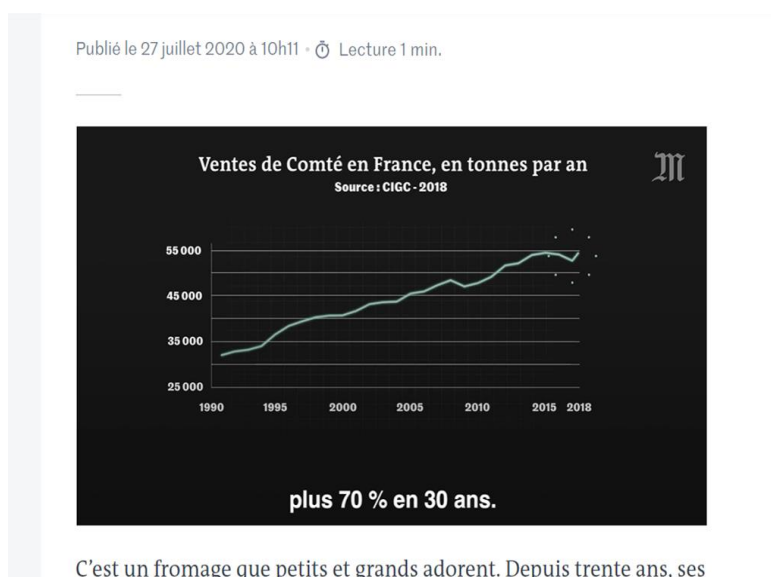 Publié le 27 juillet 2020 à 10h11 • Lecture 1 min.
Ventes de Comté en France, en tonnes par an
Source : CIGC - 2018
M
55 000
45 000
35 000
25 000
1990 1995 2000 2005 2010 2015 2018
plus 70 % en 30 ans.
C’est un fromage que petits et grands adorent. Depuis trente ans, ses